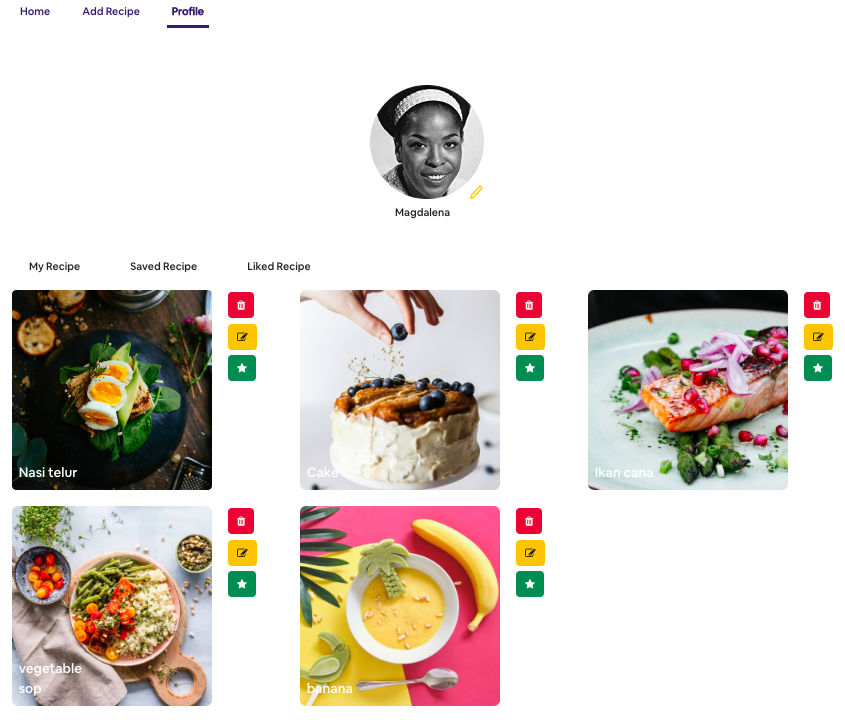 Home Add Recipe Profile
Magdalena
My Recipe Saved Recipe Liked Recipe
Nasi telur
Cake
Ikan cana
vegetable
sop
banana